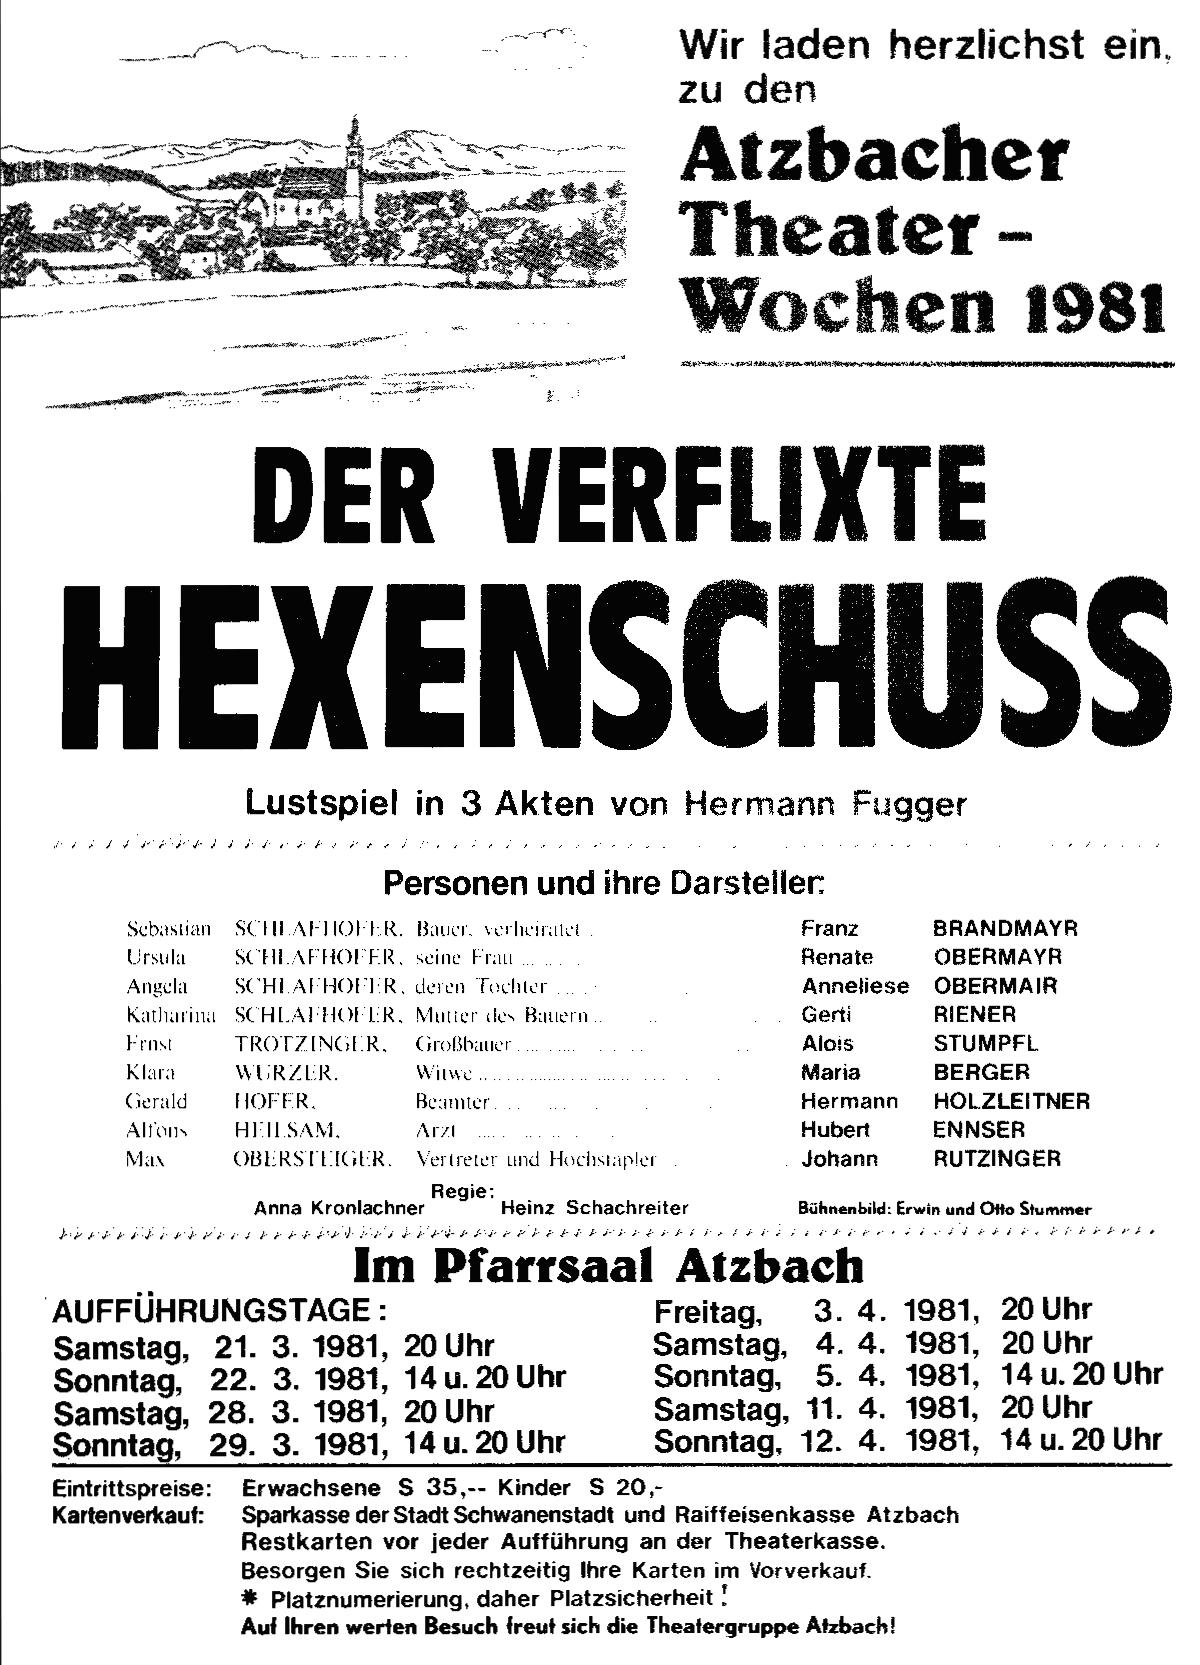 Wir laden herzlichst ein,
zu den
Atzbacher
Theater -
Wochen 1981
DER VERFLIXTE
HEXENSCHUSS
Lustspiel in 3 Akten von Hermann Fugger
Personen und ihre Darsteller:
Sebastian SCHLAFHOFER, Bauer, verheiratet Franz BRANDMAYR
Ursula SCHLAFHOFER, seine Frau Renate OBERMAYR
Angela SCHLAFHOFER, deren Tochter Anneliese OBERMAIR
Katharina SCHLAFHOFER, Mutter des Bauern Gerti RIENER
Ernst TROTZINGER, Großbauer Alois STUMPFL
Klara WURZER, Witwe Maria BERGER
Gerald HOFER, Beamter Hermann HOLZLEITNER
Alfons HEILSAM, Arzt Hubert ENNSER
Max OBERSTEIGER, Vertreter und Hochstapler Johann RUTZINGER
Regie:
Anna Kronlachner Heinz Schachreiter Bühnenbild: Erwin und Otto Stummer
Im Pfarrsaal Atzbach
AUFFÜHRUNGSTAGE:
Samstag, 21. 3. 1981, 20 Uhr
Sonntag, 22. 3. 1981, 14 u. 20 Uhr
Samstag, 28. 3. 1981, 20 Uhr
Sonntag, 29. 3. 1981, 14 u. 20 Uhr
Freitag, 3. 4. 1981, 20 Uhr
Samstag, 4. 4. 1981, 20 Uhr
Sonntag, 5. 4. 1981, 14 u. 20 Uhr
Samstag, 11. 4. 1981, 20 Uhr
Sonntag, 12. 4. 1981, 14 u. 20 Uhr
Eintrittspreise: Erwachsene S 35,-- Kinder S 20,-
Kartenverkauf: Sparkasse der Stadt Schwanenstadt und Raiffeisenkasse Atzbach
Restkarten vor jeder Aufführung an der Theaterkasse.
Besorgen Sie sich rechtzeitig Ihre Karten im Vorverkauf.
* Platznumerierung, daher Platzsicherheit!
Auf Ihren werten Besuch freut sich die Theatergruppe Atzbach!